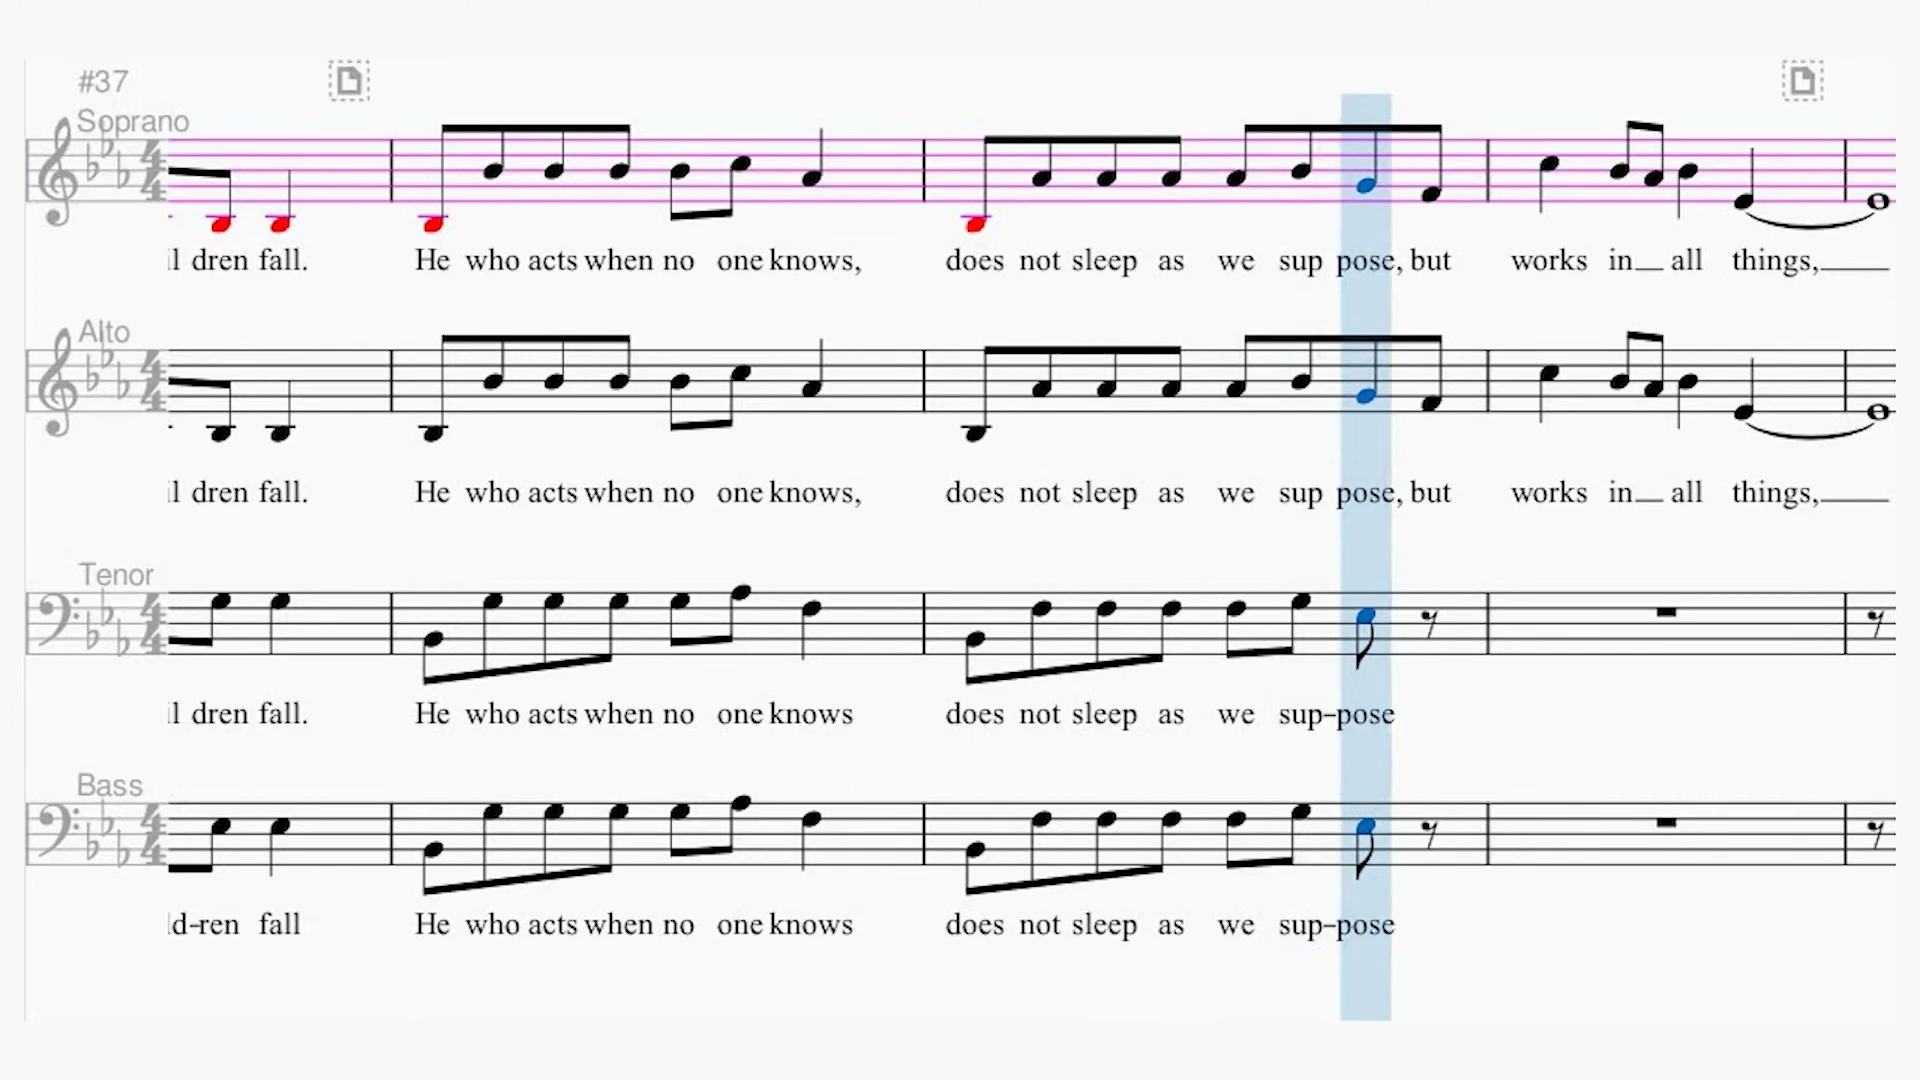 #37
Soprano
il dren fall. He who acts when no one knows, does not sleep as we sup pose, but works in all things,
Alto
il dren fall. He who acts when no one knows, does not sleep as we sup pose, but works in all things,
Tenor
il dren fall. He who acts when no one knows does not sleep as we sup-pose
Bass
ld-ren fall He who acts when no one knows does not sleep as we sup-pose